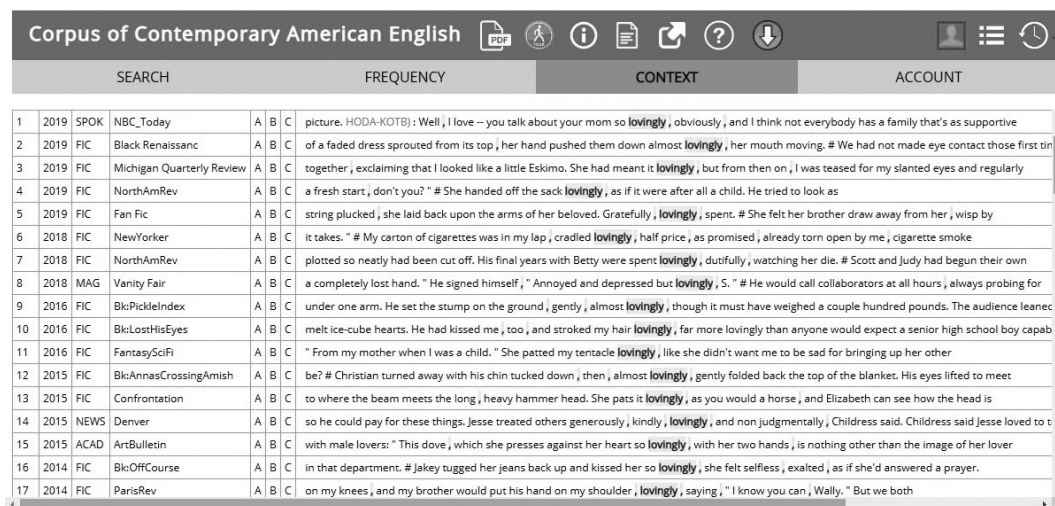 Corpus of Contemporary American English PDF TOUR
SEARCH FREQUENCY CONTEXT ACCOUNT
1 2019 SPOK NBC_Today A B C picture. HODA-KOTB) : Well , I love -- you talk about your mom so lovingly , obviously , and I think not everybody has a family that's as supportive
2 2019 FIC Black Renaissanc A B C of a faded dress sprouted from its top , her hand pushed them down almost lovingly , her mouth moving. # We had not made eye contact those first tin
3 2019 FIC Michigan Quarterly Review A B C together , exclaiming that I looked like a little Eskimo. She had meant it lovingly , but from then on , I was teased for my slanted eyes and regularly
4 2019 FIC NorthAmRev A B C a fresh start , don't you? " # She handed off the sack lovingly , as if it were after all a child. He tried to look as
5 2019 FIC Fan Fic A B C string plucked , she laid back upon the arms of her beloved. Gratefully , lovingly , spent. # She felt her brother draw away from her , wisp by
6 2018 FIC NewYorker A B C it takes. " # My carton of cigarettes was in my lap , cradled lovingly , half price , as promised , already torn open by me , cigarette smoke
7 2018 FIC NorthAmRev A B C plotted so neatly had been cut off. His final years with Betty were spent lovingly , dutifully , watching her die. # Scott and Judy had begun their own
8 2018 MAG Vanity Fair A B C a completely lost hand. " He signed himself , " Annoyed and depressed but lovingly , S. " # He would call collaborators at all hours , always probing for
9 2016 FIC Bk:PickleIndex A B C under one arm. He set the stump on the ground , gently , almost lovingly , though it must have weighed a couple hundred pounds. The audience leaned
10 2016 FIC Bk:LostHisEyes A B C melt ice-cube hearts. He had kissed me , too , and stroked my hair lovingly , far more lovingly than anyone would expect a senior high school boy capab
11 2016 FIC FantasySciFi A B C " From my mother when I was a child. " She patted my tentacle lovingly , like she didn't want me to be sad for bringing up her other
12 2015 FIC Bk:AnnasCrossingAmish A B C be? # Christian turned away with his chin tucked down , then , almost lovingly , gently folded back the top of the blanket. His eyes lifted to meet
13 2015 FIC Confrontation A B C to where the beam meets the long , heavy hammer head. She pats it lovingly , as you would a horse , and Elizabeth can see how the head is
14 2015 NEWS Denver A B C so he could pay for these things. Jesse treated others generously , kindly , lovingly , and non judgmentally , Childress said. Childress said Jesse loved to t
15 2015 ACAD ArtBulletin A B C with male lovers: " This dove , which she presses against her heart so lovingly , with her two hands , is nothing other than the image of her lover
16 2014 FIC Bk:OffCourse A B C in that department. # Jakey tugged her jeans back up and kissed her so lovingly , she felt selfless , exalted , as if she'd answered a prayer.
17 2014 FIC ParisRev A B C on my knees , and my brother would put his hand on my shoulder , lovingly , saying , " I know you can , Wally. " But we both